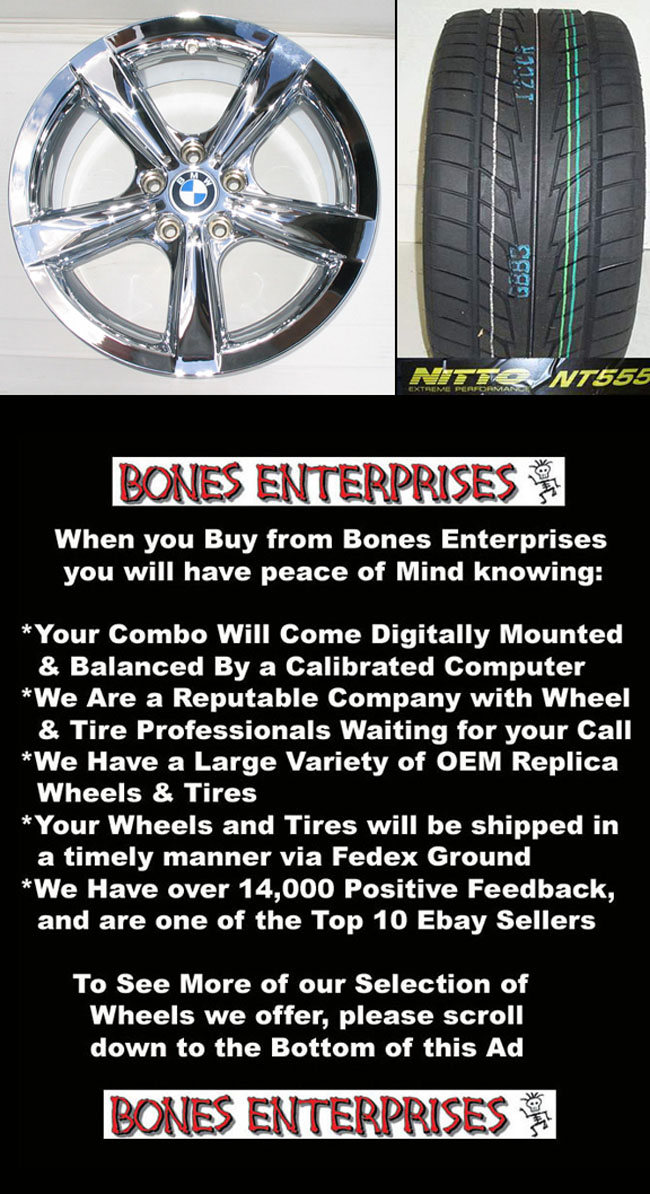 BMW
GBB3
NITTO NT555
EXTREME PERFORMANCE
BONES ENTERPRISES
When you Buy from Bones Enterprises
you will have peace of Mind knowing:
*Your Combo Will Come Digitally Mounted
& Balanced By a Calibrated Computer
*We Are a Reputable Company with Wheel
& Tire Professionals Waiting for your Call
*We Have a Large Variety of OEM Replica
Wheels & Tires
*Your Wheels and Tires will be shipped in
a timely manner via Fedex Ground
*We Have over 14,000 Positive Feedback,
and are one of the Top 10 Ebay Sellers
To See More of our Selection of
Wheels we offer, please scroll
down to the Bottom of this Ad
BONES ENTERPRISES